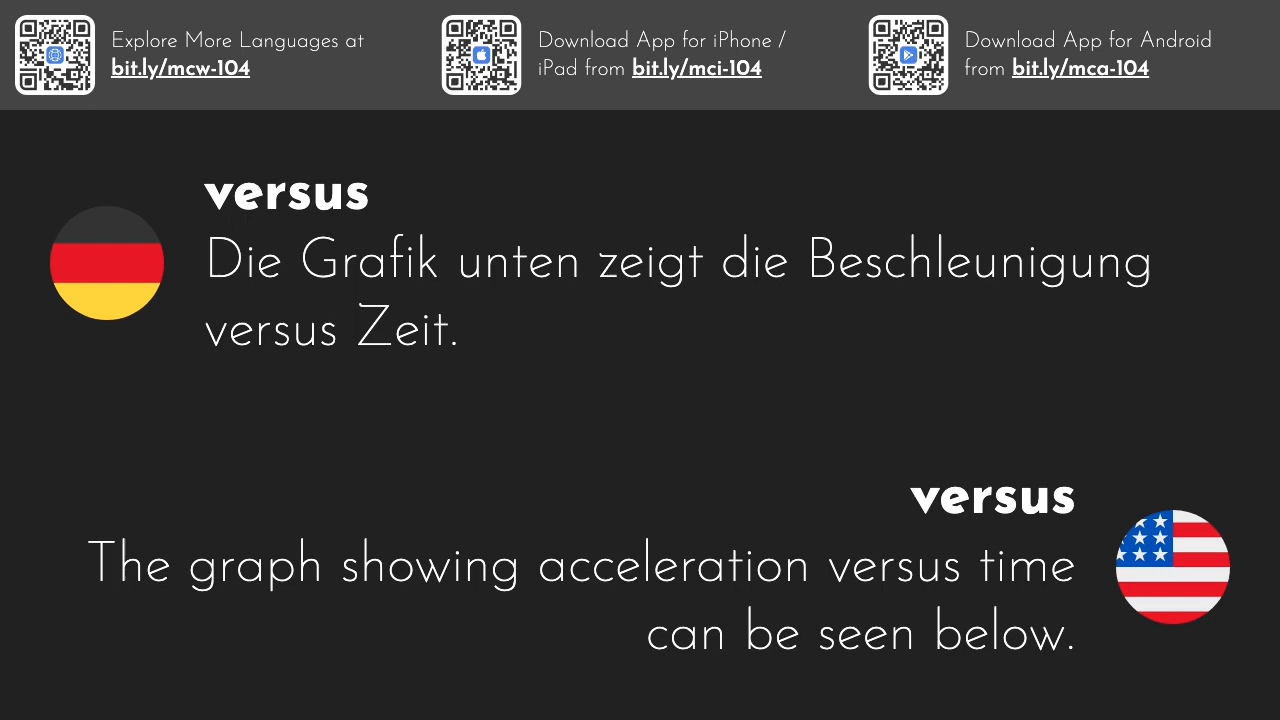 Explore More Languages at
bit.ly/mcw-104
Download App for iPhone /
iPad from bit.ly/mci-104
Download App for Android
from bit.ly/mca-104
versus
Die Grafik unten zeigt die Beschleunigung
versus Zeit.
versus
The graph showing acceleration versus time
can be seen below.